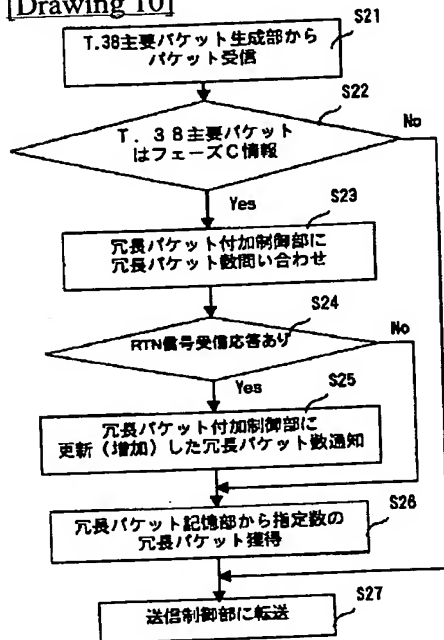 [Drawing 10]
S21
T.38主要パケット生成部から
パケット受信
S22
T．３８主要パケット
はフェーズC情報
No
Yes
S23
冗長パケット付加制御部に
冗長パケット数問い合わせ
S24
RTN信号受信応答あり
No
Yes
S25
冗長パケット付加制御部に
更新（増加）した冗長パケット数通知
S26
冗長パケット記憶部から指定数の
冗長パケット獲得
S27
送信制御部に転送